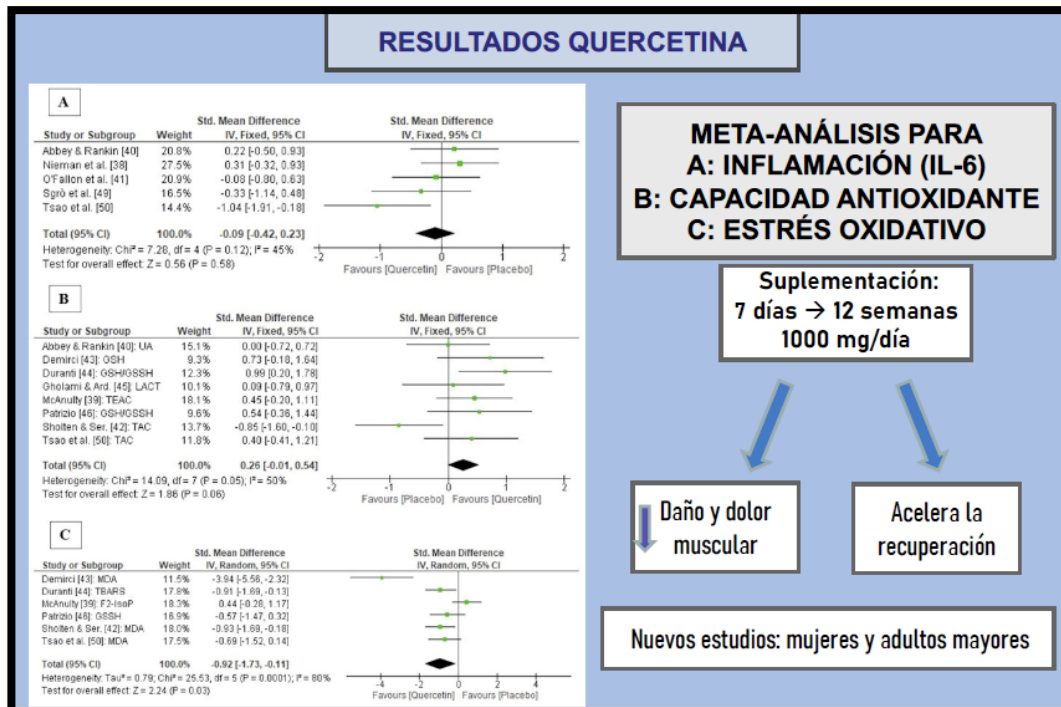 RESULTADOS QUERCETINA
A
Std. Mean Difference Std. Mean Difference
Study or Subgroup Weight IV, Fixed, 95% CI IV, Fixed, 95% CI
Abbey & Rankin [40] 20.8% 0.22 [-0.50, 0.93]
Nieman et al. [38] 27.5% 0.31 [-0.32, 0.93]
O'Fallon et al. [41] 20.9% -0.08 [-0.80, 0.63]
Sgrò et al. [49] 16.5% -0.33 [-1.14, 0.48]
Tsao et al. [50] 14.4% -1.04 [-1.91, -0.18]
Total (95% CI) 100.0% -0.09 [-0.42, 0.23]
Heterogeneity: Chi² = 7.28, df = 4 (P = 0.12); I² = 45%
Test for overall effect: Z = 0.56 (P = 0.58)
-2 -1 0 1 2
Favours [Quercetin] Favours [Placebo]
B
Std. Mean Difference Std. Mean Difference
Study or Subgroup Weight IV, Fixed, 95% CI IV, Fixed, 95% CI
Abbey & Rankin [40]: UA 15.1% 0.00 [-0.72, 0.72]
Demirci [43]: GSH 9.3% 0.73 [-0.18, 1.64]
Duranti [44]: GSH/GSSH 12.3% 0.99 [0.20, 1.78]
Gholami & Ard. [45]: LACT 10.1% 0.09 [-0.79, 0.97]
McAnulty [39]: TEAC 18.1% 0.45 [-0.20, 1.11]
Patrizio [46]: GSH/GSSH 9.6% 0.54 [-0.36, 1.44]
Sholten & Ser. [42]: TAC 13.7% -0.85 [-1.60, -0.10]
Tsao et al. [50]: TAC 11.8% 0.40 [-0.41, 1.21]
Total (95% CI) 100.0% 0.26 [-0.01, 0.54]
Heterogeneity: Chi² = 14.09, df = 7 (P = 0.05); I² = 50%
Test for overall effect: Z = 1.86 (P = 0.06)
-2 -1 0 1 2
Favours [Placebo] Favours [Quercetin]
C
Std. Mean Difference Std. Mean Difference
Study or Subgroup Weight IV, Random, 95% CI IV, Random, 95% CI
Demirci [43]: MDA 11.5% -3.94 [-5.56, -2.32]
Duranti [44]: TBARS 17.8% -0.91 [-1.69, -0.13]
McAnulty [39]: F2-IsoP 18.3% 0.44 [-0.28, 1.17]
Patrizio [46]: GSSH 16.9% -0.57 [-1.47, 0.32]
Sholten & Ser. [42]: MDA 18.0% -0.93 [-1.69, -0.18]
Tsao et al. [50]: MDA 17.5% -0.69 [-1.52, 0.14]
Total (95% CI) 100.0% -0.92 [-1.73, -0.11]
Heterogeneity: Tau² = 0.79; Chi² = 25.53, df = 5 (P = 0.0001); I² = 80%
Test for overall effect: Z = 2.24 (P = 0.03)
-4 -2 0 2 4
Favours [Quercetin] Favours [Placebo]
META-ANÁLISIS PARA
A: INFLAMACIÓN (IL-6)
B: CAPACIDAD ANTIOXIDANTE
C: ESTRÉS OXIDATIVO
Suplementación:
7 días → 12 semanas
1000 mg/día
Daño y dolor
muscular
Acelera la
recuperación
Nuevos estudios: mujeres y adultos mayores